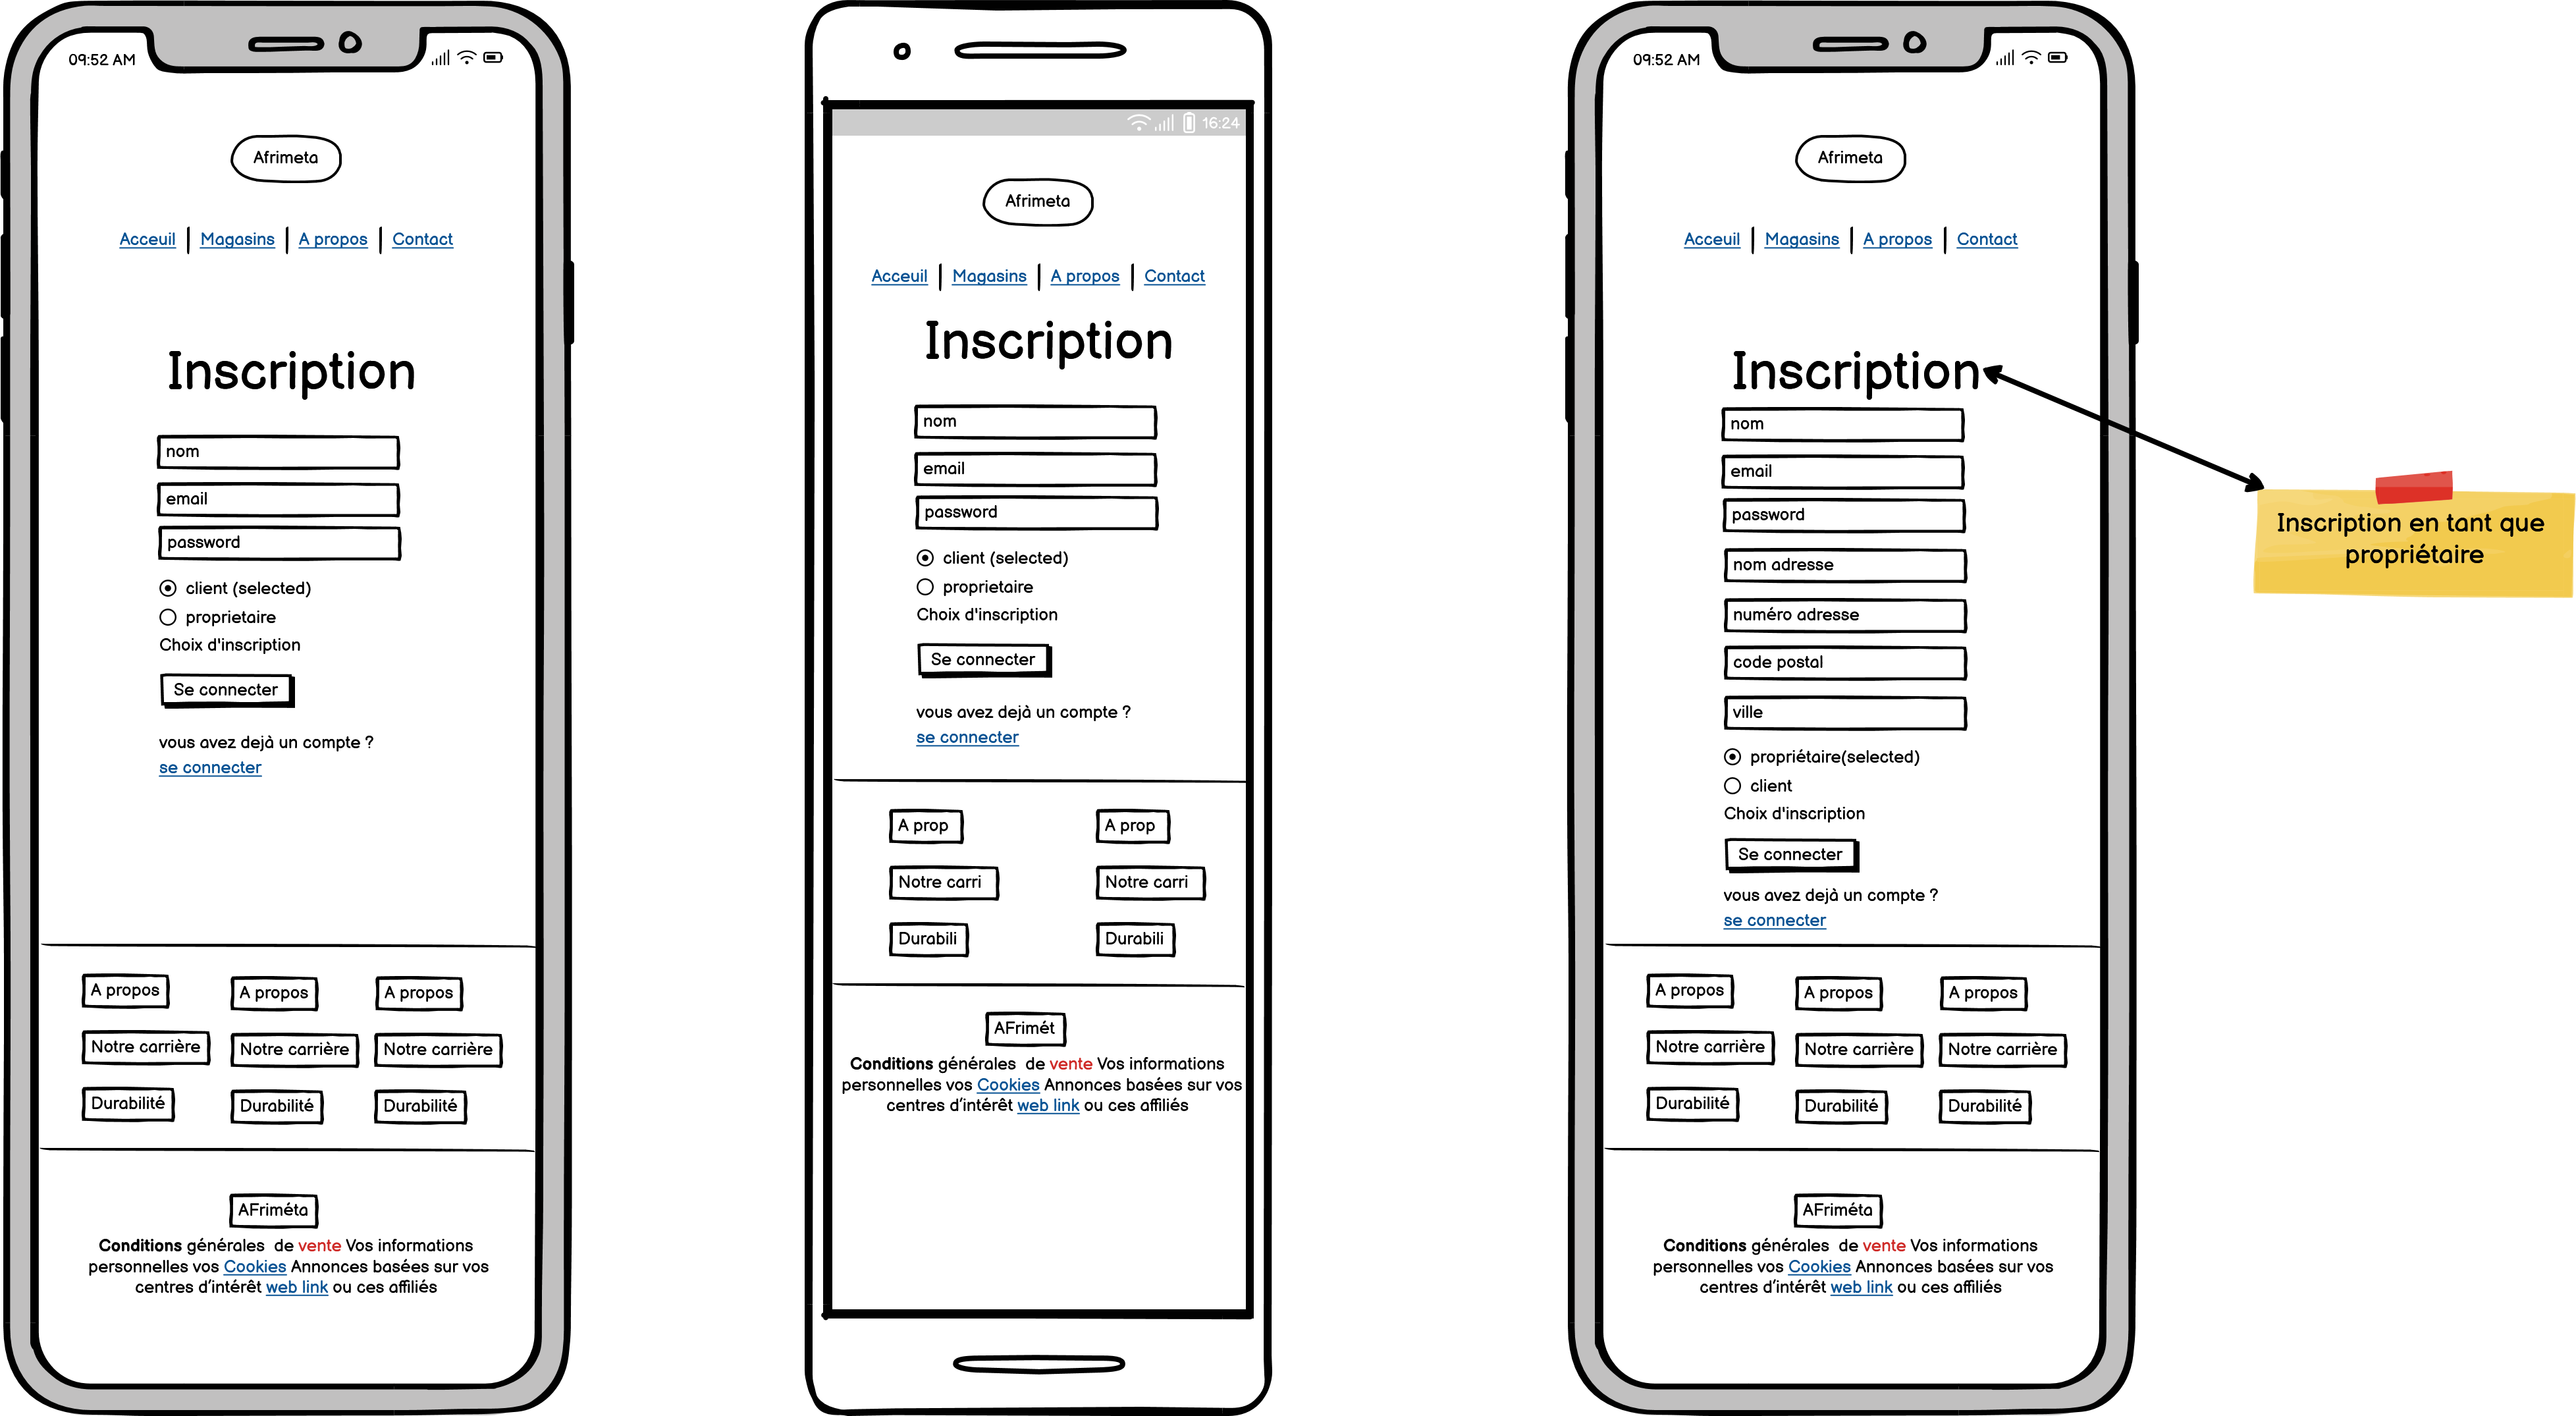 09:52 AM
Afrimeta
Acceuil Magasins A propos Contact
Inscription
nom
email
password
client (selected)
proprietaire
Choix d'inscription
Se connecter
vous avez dejà un compte ?
se connecter
A propos A propos A propos
Notre carrière Notre carrière Notre carrière
Durabilité Durabilité Durabilité
AFriméta
Conditions générales de vente Vos informations
personnelles vos Cookies Annonces basées sur vos
centres d'intérêt web link ou ces affiliés
16:24
Afrimeta
Acceuil Magasins A propos Contact
Inscription
nom
email
password
client (selected)
proprietaire
Choix d'inscription
Se connecter
vous avez dejà un compte ?
se connecter
A prop A prop
Notre carri Notre carri
Durabili Durabili
AFrimét
Conditions générales de vente Vos informations
personnelles vos Cookies Annonces basées sur vos
centres d'intérêt web link ou ces affiliés
09:52 AM
Afrimeta
Acceuil Magasins A propos Contact
Inscription
nom
email
password
nom adresse
numéro adresse
code postal
ville
propriétaire(selected)
client
Choix d'inscription
Se connecter
vous avez dejà un compte ?
se connecter
A propos A propos A propos
Notre carrière Notre carrière Notre carrière
Durabilité Durabilité Durabilité
AFriméta
Conditions générales de vente Vos informations
personnelles vos Cookies Annonces basées sur vos
centres d'intérêt web link ou ces affiliés
Inscription en tant que
propriétaire